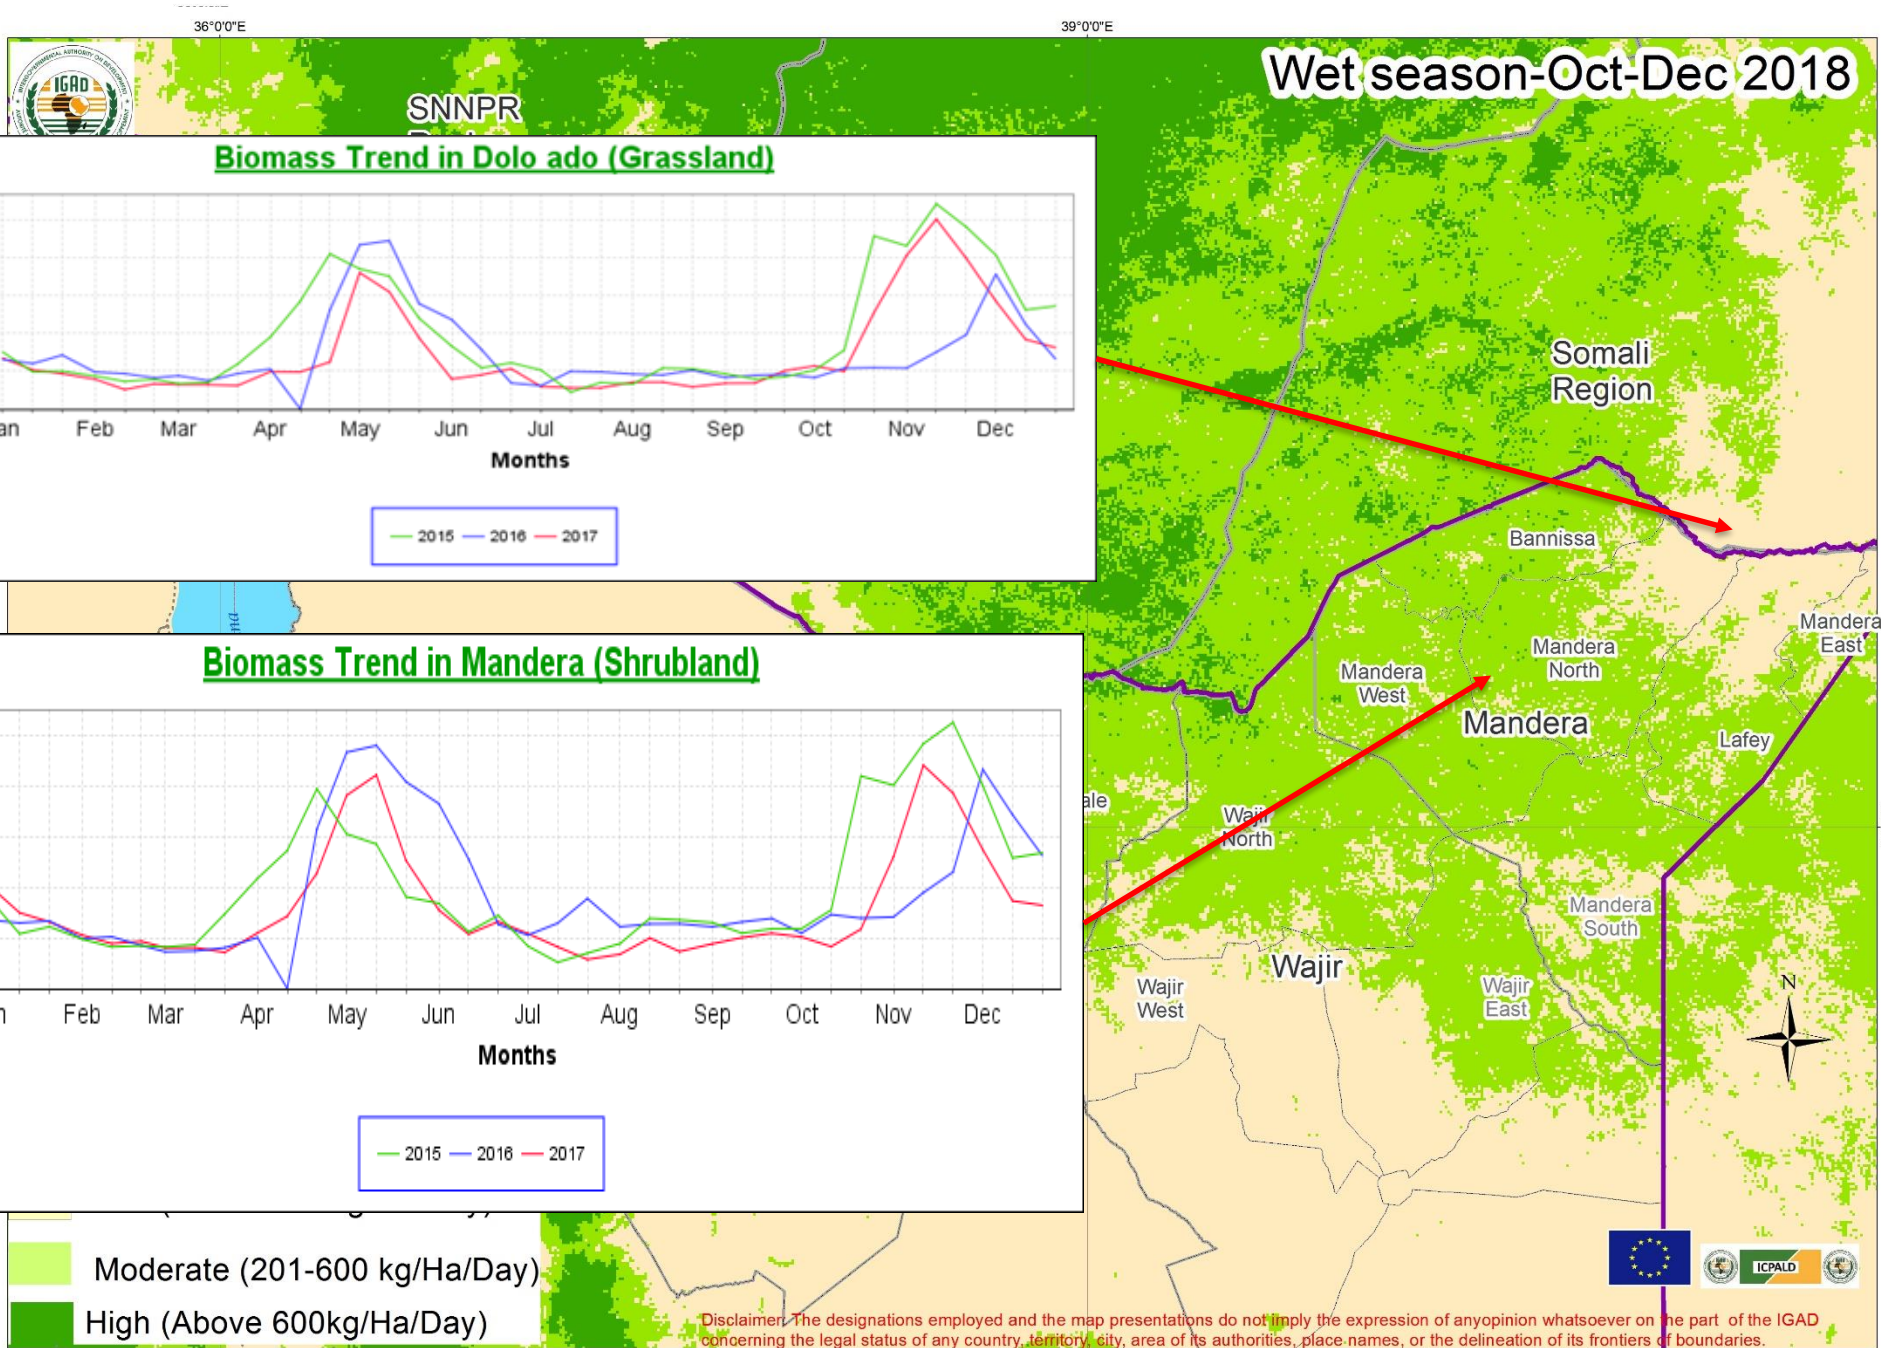 36°0'0"E
39°0'0"E
IGAD
Wet season-Oct-Dec 2018
SNNPR
Biomass Trend in Dolo ado (Grassland)
Feb Mar Apr May Jun Jul Aug Sep Oct Nov Dec
Months
2015 2016 2017
Somali
Region
Bannissa
Mandera
East
Mandera
North
Mandera
West
Mandera
Lafey
Biomass Trend in Mandera (Shrubland)
Feb Mar Apr May Jun Jul Aug Sep Oct Nov Dec
Months
2015 2016 2017
Wajir
North
Mandera
South
Wajir
Wajir
West
Wajir
East
N
Moderate (201-600 kg/Ha/Day)
High (Above 600kg/Ha/Day)
ICPALD
Disclaimer: The designations employed and the map presentations do not imply the expression of anyopinion whatsoever on the part of the IGAD
concerning the legal status of any country, territory, city, area of its authorities, place names, or the delineation of its frontiers of boundaries.